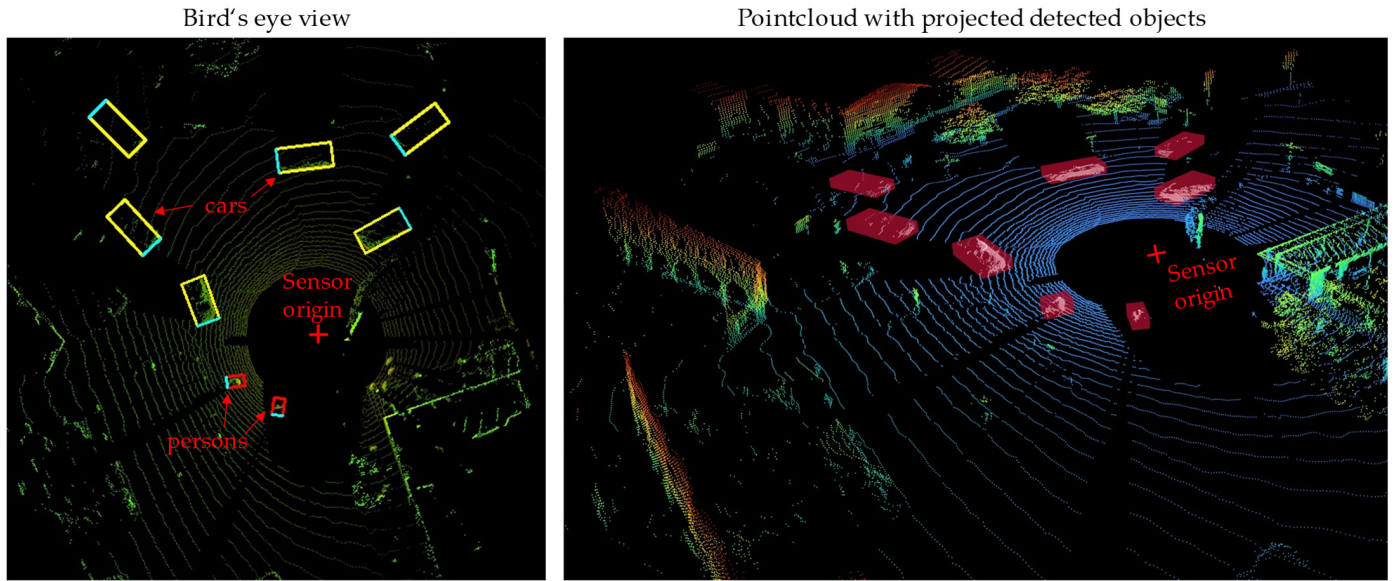 Bird‘s eye view
Pointcloud with projected detected objects
cars
Sensor
origin
persons
Sensor
origin